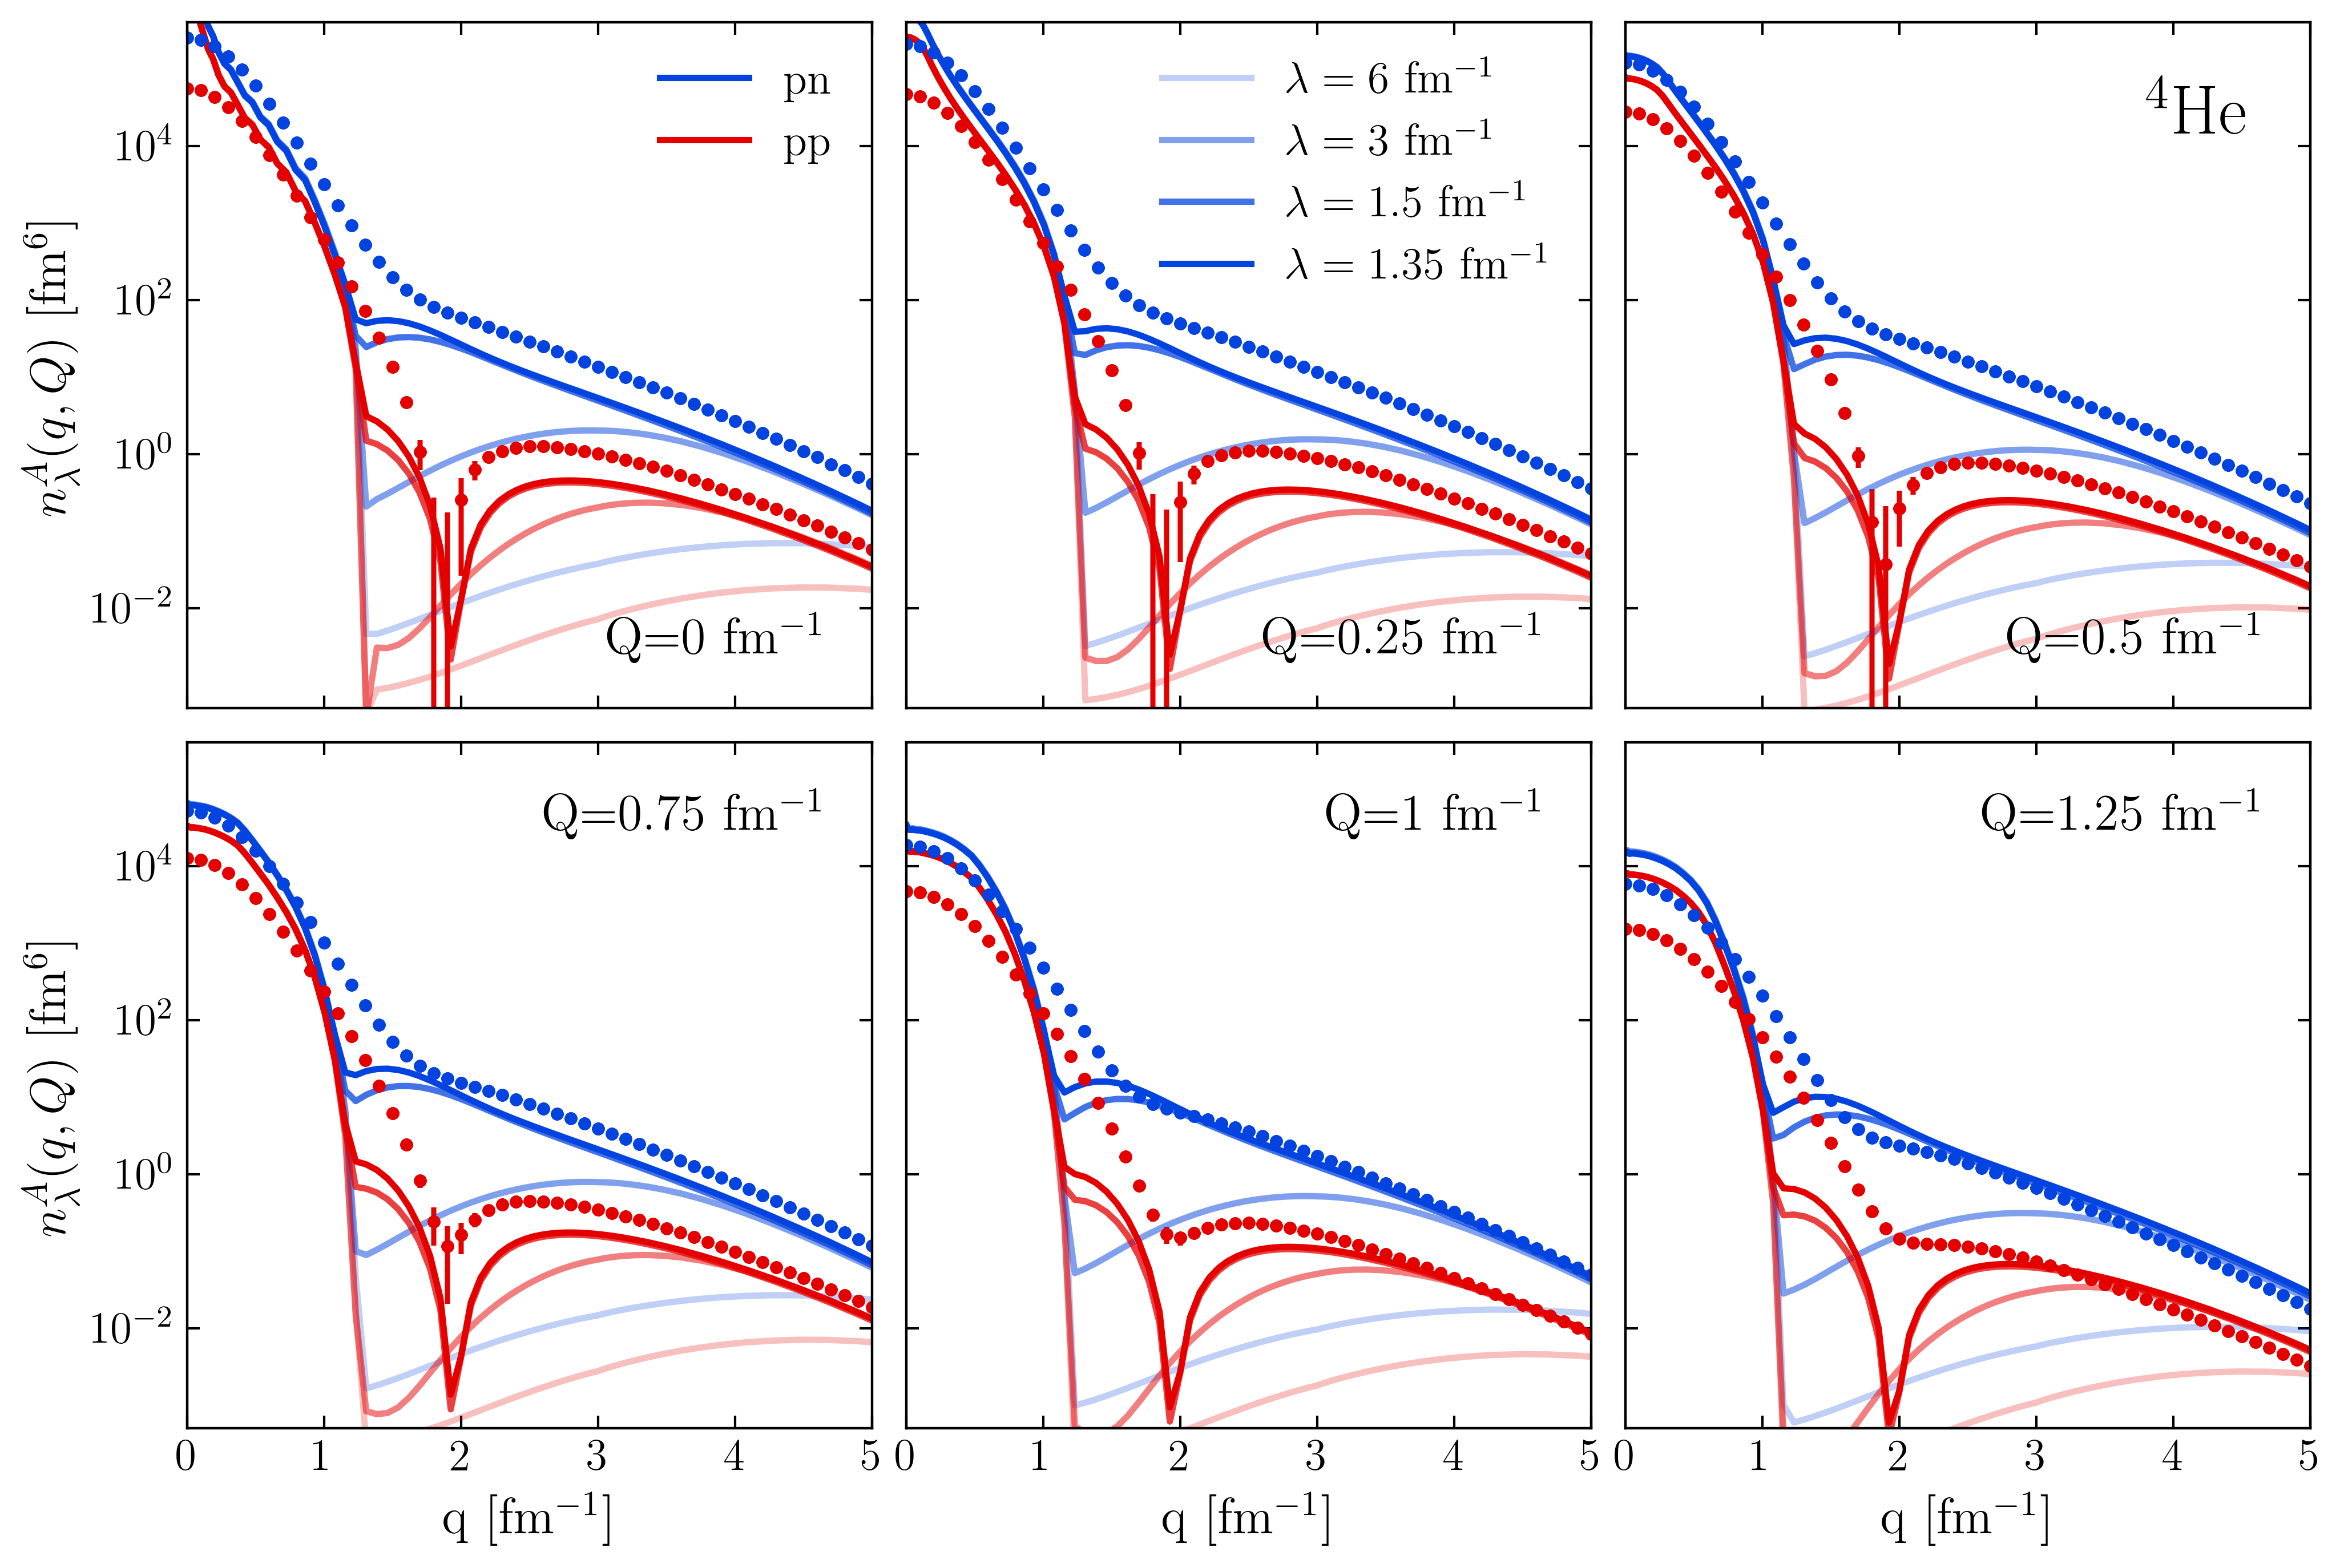 n_λ^A(q, Q) [fm⁶]
10⁴
10²
10⁰
10⁻²
pn
pp
Q=0 fm⁻¹
λ = 6 fm⁻¹
λ = 3 fm⁻¹
λ = 1.5 fm⁻¹
λ = 1.35 fm⁻¹
Q=0.25 fm⁻¹
⁴He
Q=0.5 fm⁻¹
n_λ^A(q, Q) [fm⁶]
10⁴
10²
10⁰
10⁻²
Q=0.75 fm⁻¹
Q=1 fm⁻¹
Q=1.25 fm⁻¹
0 1 2 3 4 5
0 1 2 3 4 5
0 1 2 3 4 5
q [fm⁻¹]
q [fm⁻¹]
q [fm⁻¹]